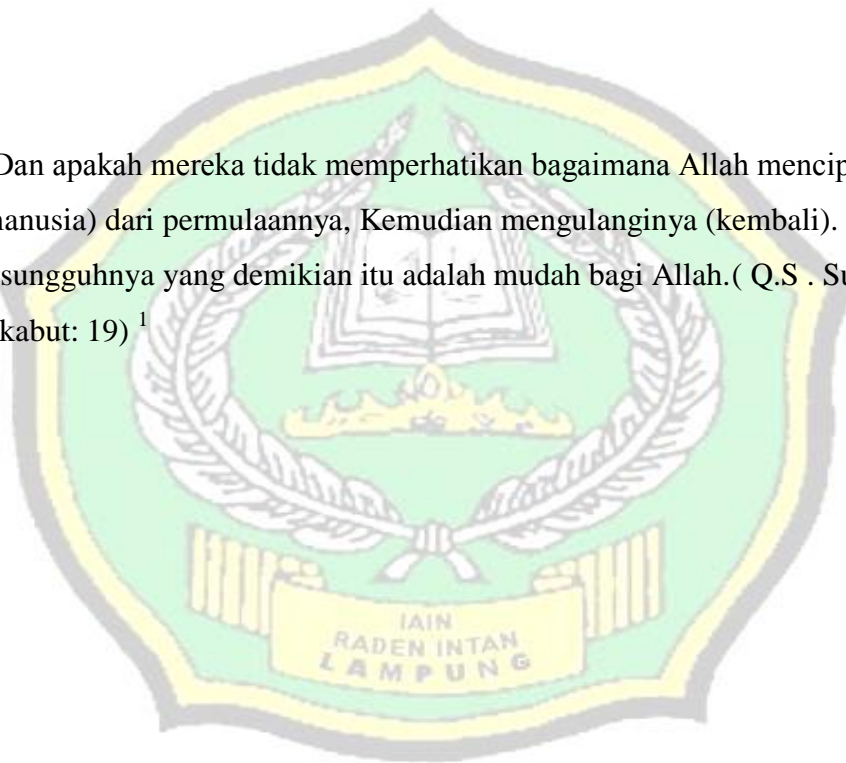 Dan apakah mereka tidak memperhatikan bagaimana Allah mencip
anusia) dari permulaannya, Kemudian mengulanginya (kembali).
sungguhnya yang demikian itu adalah mudah bagi Allah.( Q.S . Su
kabut: 19) 1
IAIN
RADEN INTAN
LAMPUNG